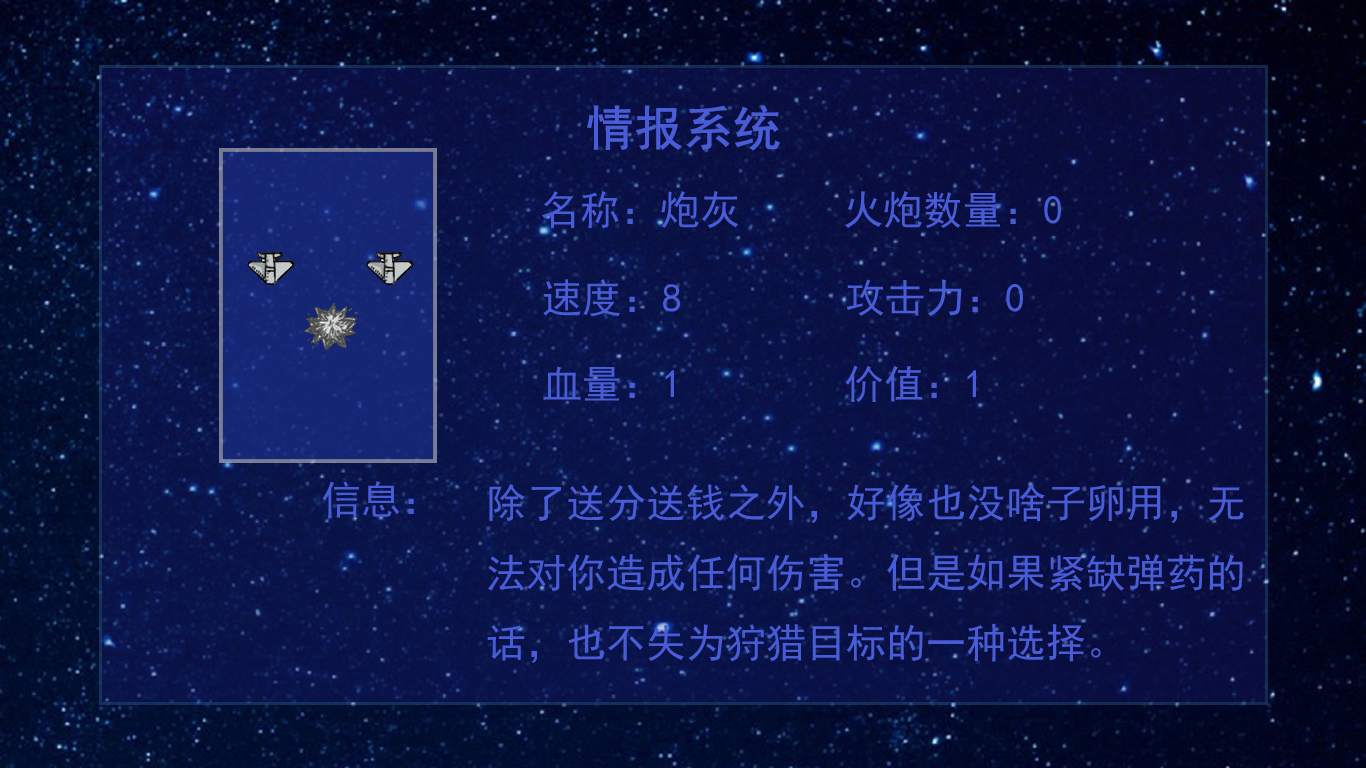 情报系统
名称：炮灰 火炮数量：0
速度：8 攻击力：0
血量：1 价值：1
信息： 除了送分送钱之外，好像也没啥子卵用，无
法对你造成任何伤害。但是如果紧缺弹药的
话，也不失为狩猎目标的一种选择。